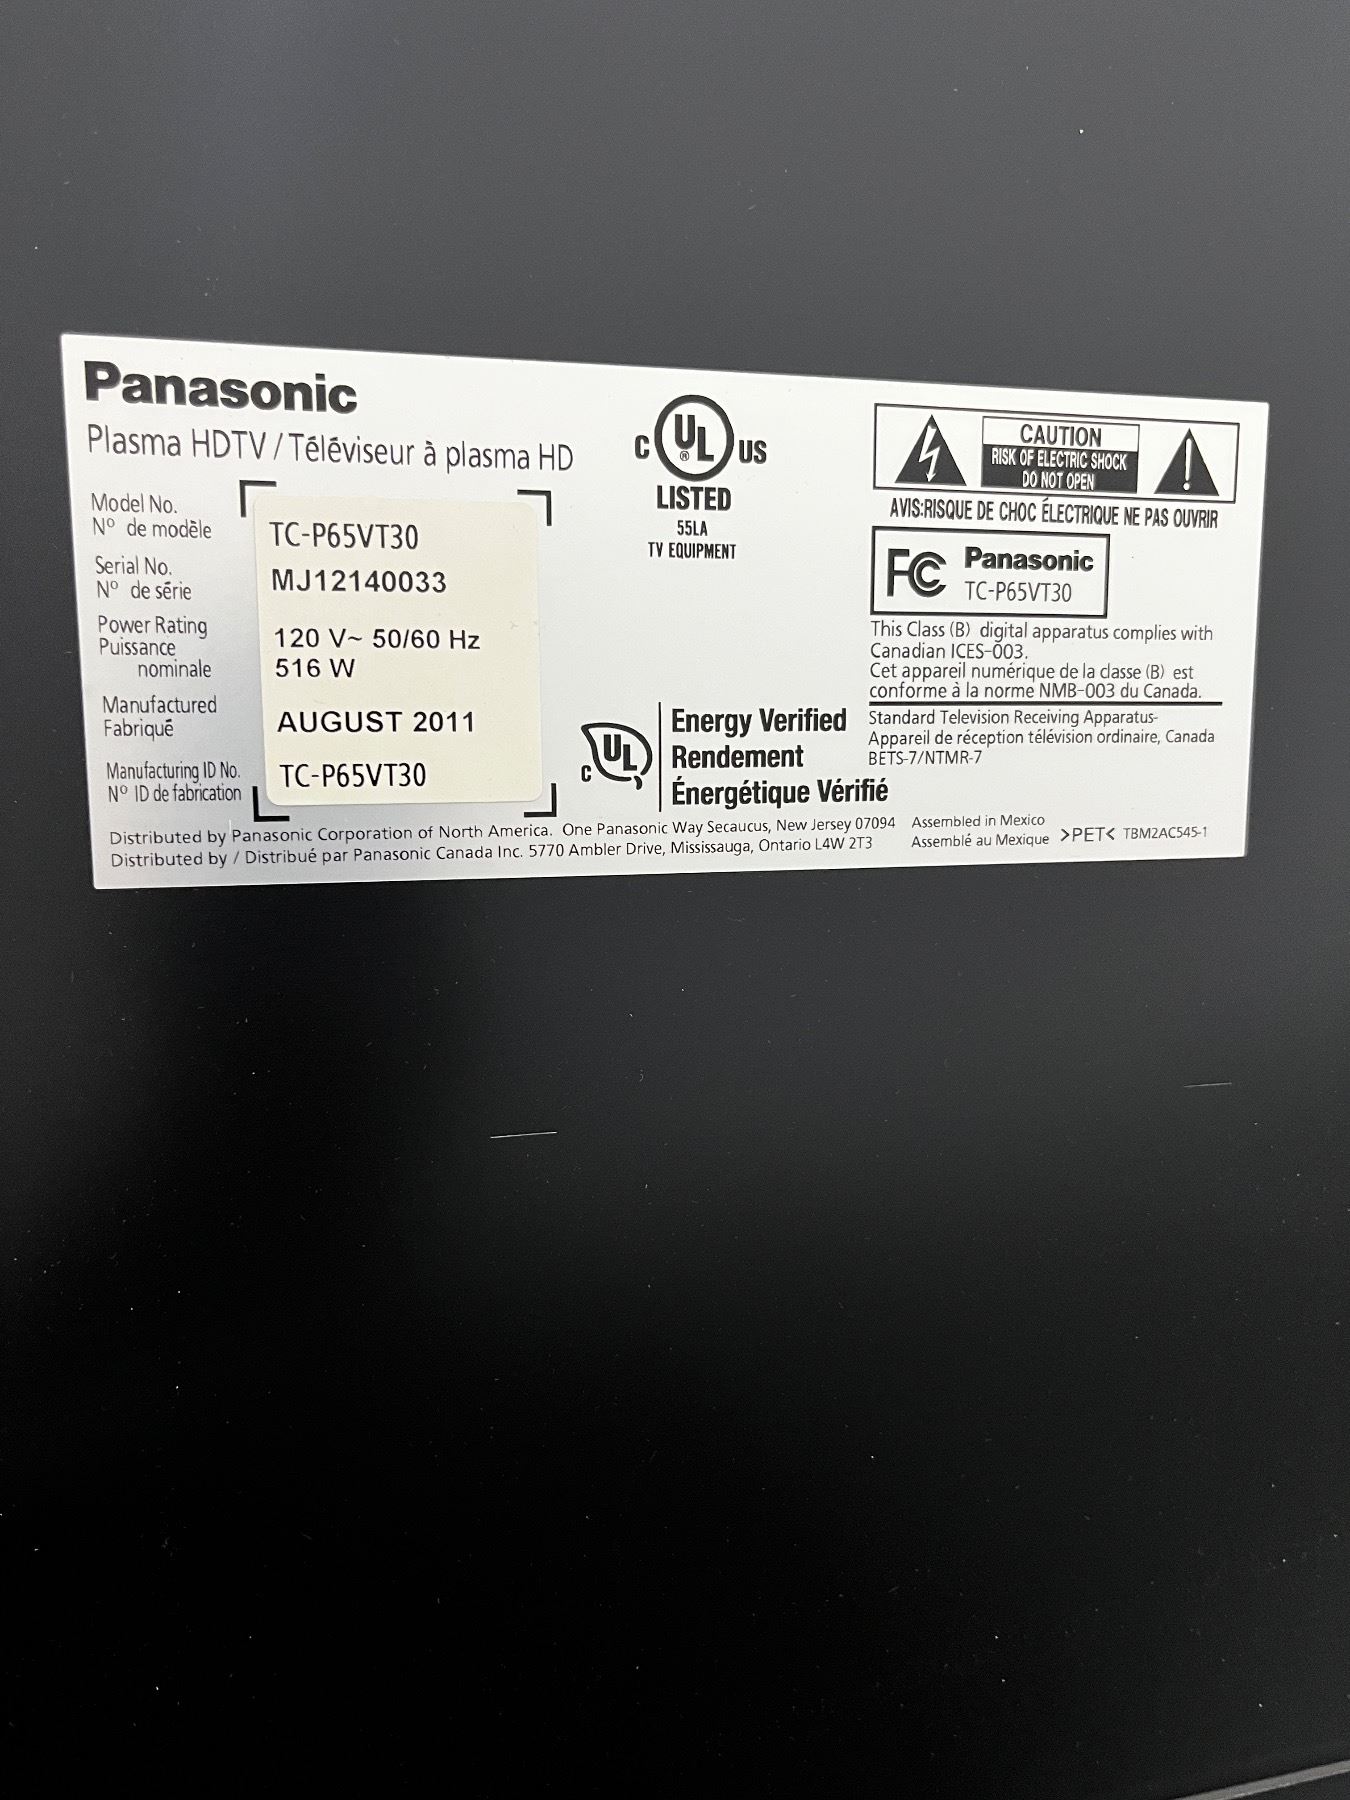 Panasonic
Plasma HDTV / Téléviseur à plasma HD
Model No.
Nº de modèle
TC-P65VT30
Serial No.
Nº de série
MJ12140033
Power Rating
Puissance
nominale
120 V~ 50/60 Hz
516 W
Manufactured
Fabriqué
AUGUST 2011
Manufacturing ID No.
Nº ID de fabrication
TC-P65VT30
C UL ® US
LISTED
55LA
TV EQUIPMENT
C UL
Energy Verified
Rendement
Énergétique Vérifié
CAUTION
RISK OF ELECTRIC SHOCK
DO NOT OPEN
AVIS:RISQUE DE CHOC ÉLECTRIQUE NE PAS OUVRIR
FC Panasonic
TC-P65VT30
This Class (B) digital apparatus complies with
Canadian ICES-003.
Cet appareil numérique de la classe (B) est
conforme à la norme NMB-003 du Canada.
Standard Television Receiving Apparatus-
Appareil de réception télévision ordinaire, Canada
BETS-7/NTMR-7
Distributed by Panasonic Corporation of North America. One Panasonic Way Secaucus, New Jersey 07094
Distributed by / Distribué par Panasonic Canada Inc. 5770 Ambler Drive, Mississauga, Ontario L4W 2T3
Assembled in Mexico
Assemblé au Mexique >PET< TBM2AC545-1